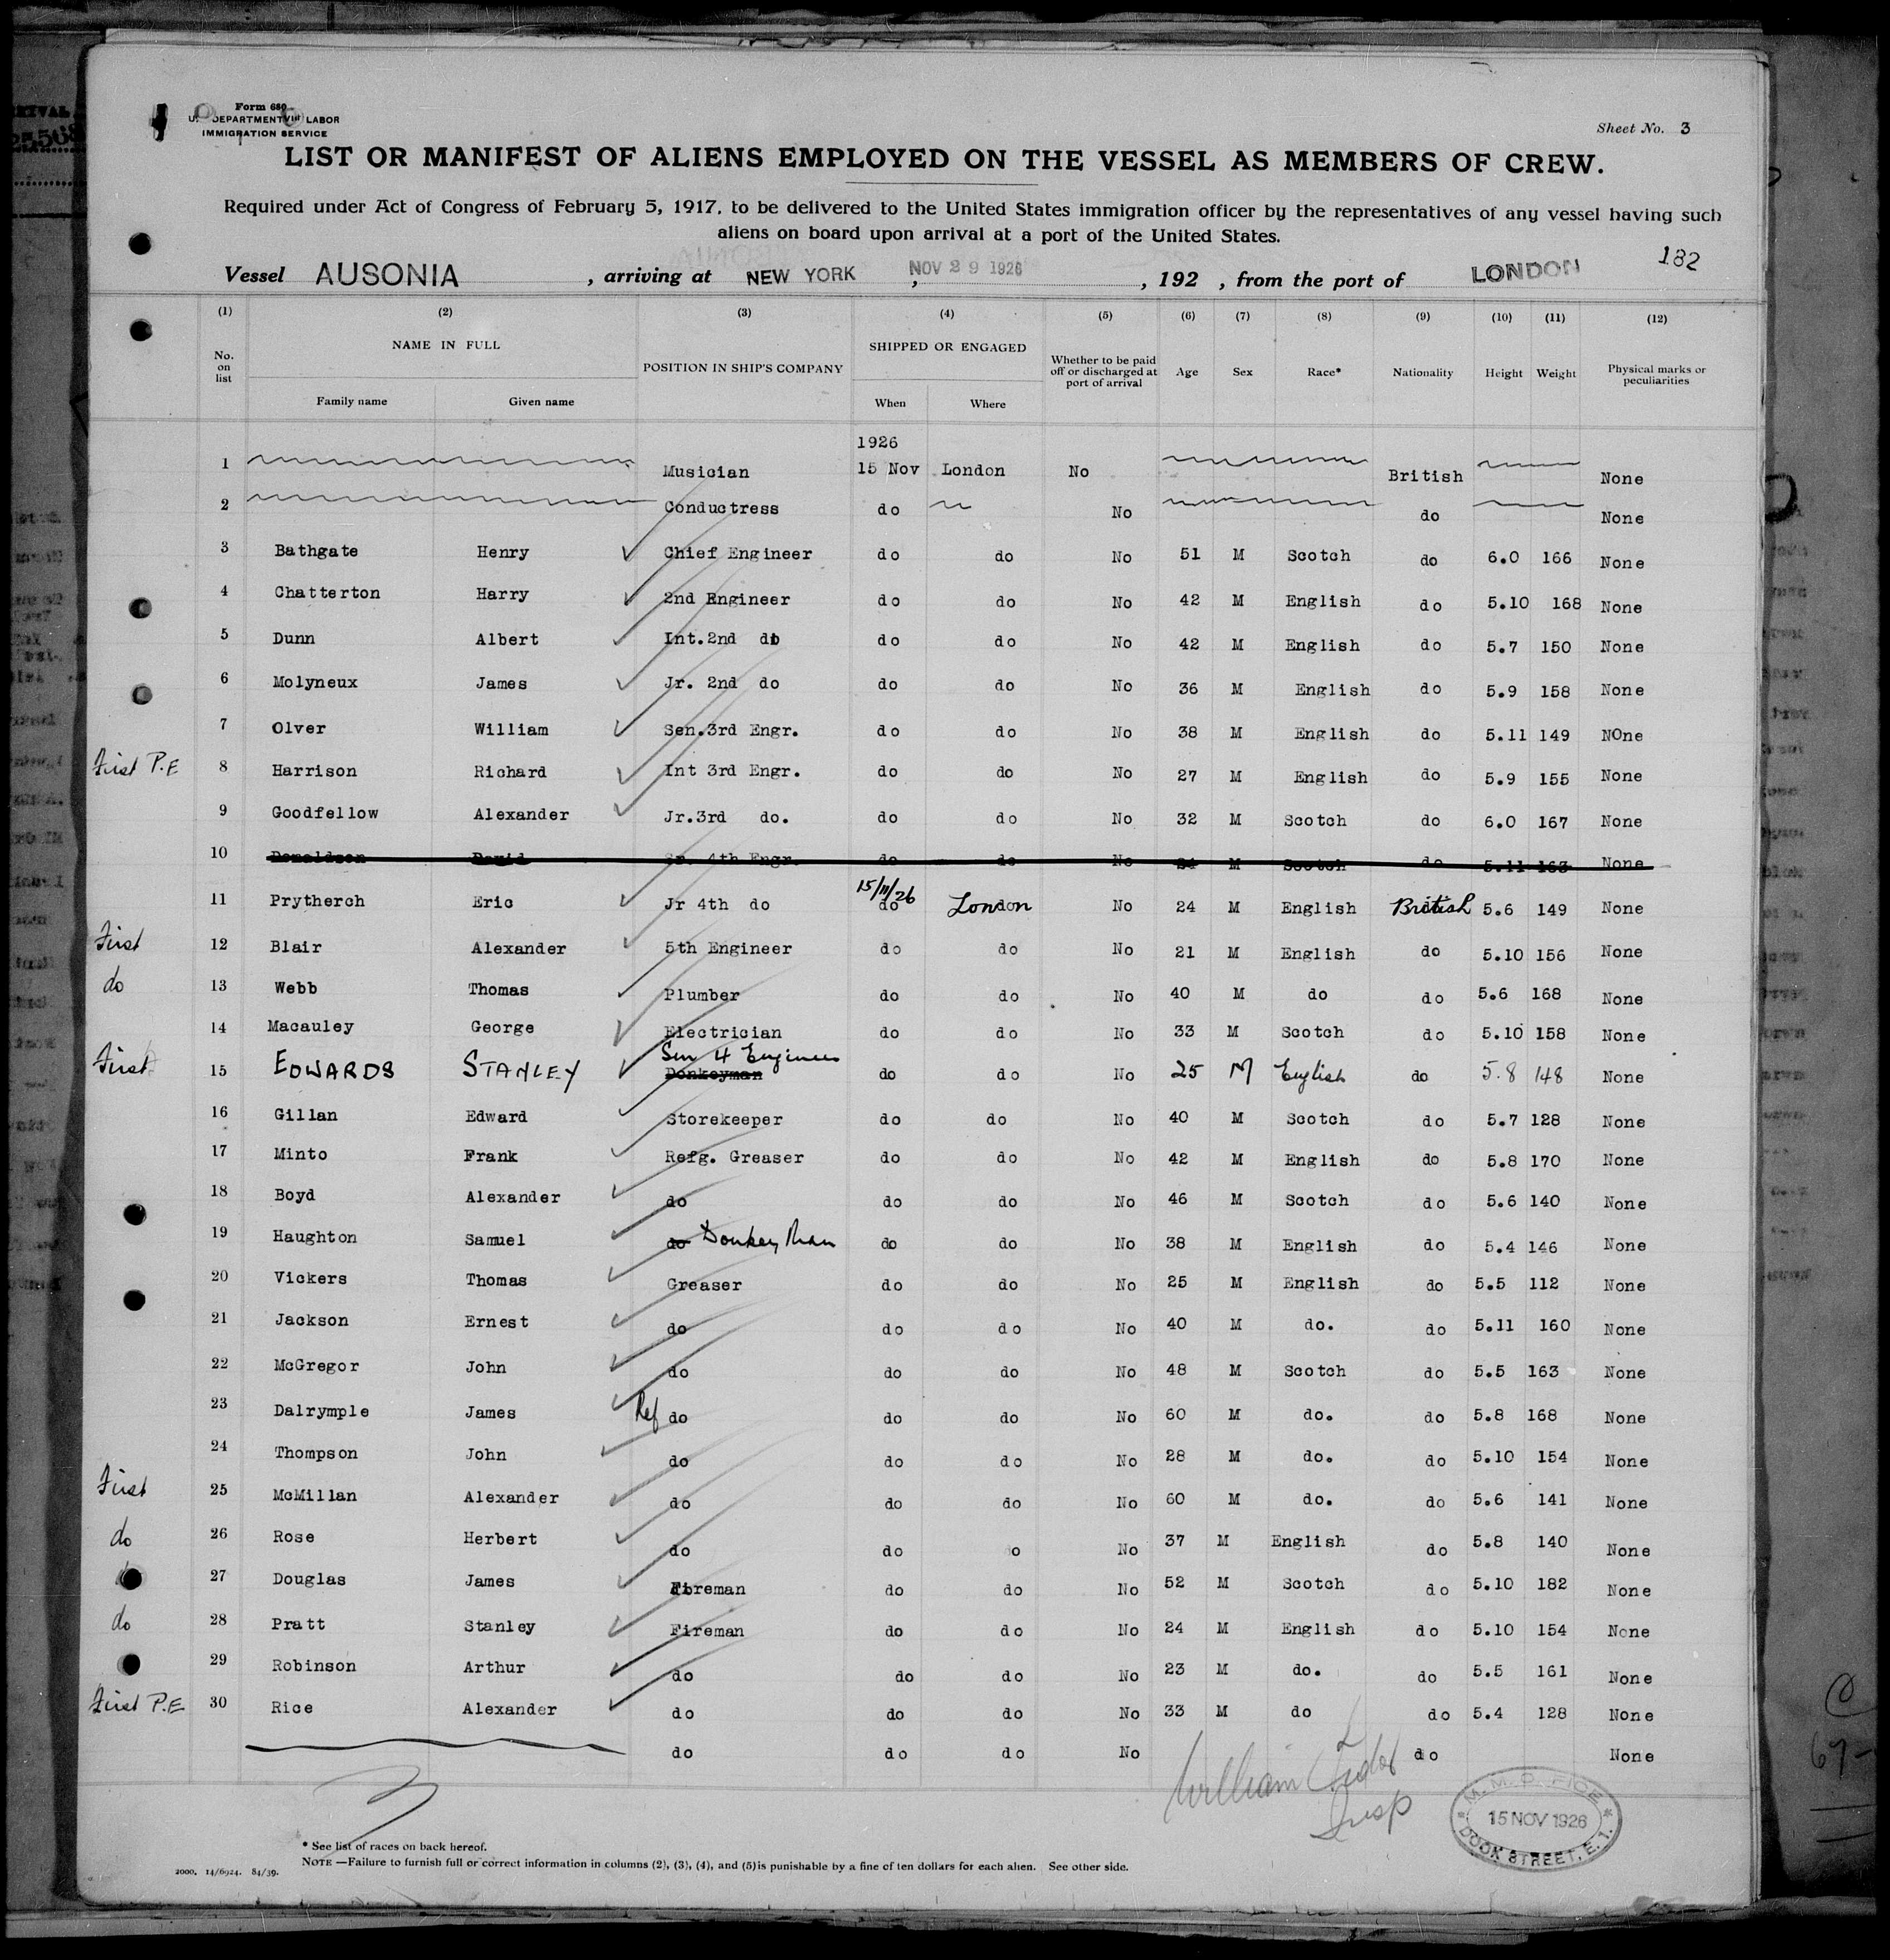 Form 680
U. DEPARTMENT LABOR
IMMIGRATION SERVICE
Sheet No. 3
LIST OR MANIFEST OF ALIENS EMPLOYED ON THE VESSEL AS MEMBERS OF CREW.
Required under Act of Congress of February 5, 1917, to be delivered to the United States immigration officer by the representatives of any vessel having such
aliens on board upon arrival at a port of the United States.
182
Vessel AUSONIA, arriving at NEW YORK, NOV 29 1926, 192 , from the port of LONDON
(1) (2) (3) (4) (5) (6) (7) (8) (9) (10) (11) (12)
No. on list NAME IN FULL POSITION IN SHIP'S COMPANY SHIPPED OR ENGAGED Whether to be paid off or discharged at port of arrival Age Sex Race* Nationality Height Weight Physical marks or peculiarities
Family name Given name When Where
1926
1 Musician 15 Nov London No British None
2 Conductress do No do None
3 Bathgate Henry Chief Engineer do do No 51 M Scotch do 6.0 166 None
4 Chatterton Harry 2nd Engineer do do No 42 M English do 5.10 168 None
5 Dunn Albert Int.2nd do do do No 42 M English do 5.7 150 None
6 Molyneux James Jr. 2nd do do do No 36 M English do 5.9 158 None
7 Olver William Sen.3rd Engr. do do No 38 M English do 5.11 149 NOne
First P.E 8 Harrison Richard Int 3rd Engr. do do No 27 M English do 5.9 155 None
9 Goodfellow Alexander Jr.3rd do. do do No 32 M Scotch do 6.0 167 None
10 Donaldson David Sr. 4th Engr. do do No 24 M Scotch do 5.11 163 None
11 Prytherch Eric Jr 4th do do 15/11/26 London No 24 M English British 5.6 149 None
First 12 Blair Alexander 5th Engineer do do No 21 M English do 5.10 156 None
do 13 Webb Thomas Plumber do do No 40 M do do 5.6 168 None
14 Macauley George Electrician do do No 33 M Scotch do 5.10 158 None
First 15 EDWARDS STANLEY Donkeyman Sen 4 Engineer do do No 25 M English do 5.8 148 None
16 Gillan Edward Storekeeper do do No 40 M Scotch do 5.7 128 None
17 Minto Frank Refg. Greaser do do No 42 M English do 5.8 170 None
18 Boyd Alexander do do do No 46 M Scotch do 5.6 140 None
19 Haughton Samuel do Donkey Man do do No 38 M English do 5.4 146 None
20 Vickers Thomas Greaser do do No 25 M English do 5.5 112 None
21 Jackson Ernest do do do No 40 M do. do 5.11 160 None
22 McGregor John do do do No 48 M Scotch do 5.5 163 None
23 Dalrymple James Ref do do do No 60 M do. do 5.8 168 None
24 Thompson John do do do No 28 M do. do 5.10 154 None
First 25 McMillan Alexander do do do No 60 M do. do 5.6 141 None
do 26 Rose Herbert do do o No 37 M English do 5.8 140 None
27 Douglas James Fireman do do No 52 M Scotch do 5.10 182 None
do 28 Pratt Stanley Fireman do do No 24 M English do 5.10 154 None
29 Robinson Arthur do do do No 23 M do. do 5.5 161 None
First P.E 30 Rice Alexander do do do No 33 M do do 5.4 128 None
do do do No do None
William
Insp
M. M. OFFICE
15 NOV 1926
DOCK STREET, E.1.
* See list of races on back hereof.
NOTE —Failure to furnish full or correct information in columns (2), (3), (4), and (5) is punishable by a fine of ten dollars for each alien. See other side.
2000. 14/6924. 84/39.